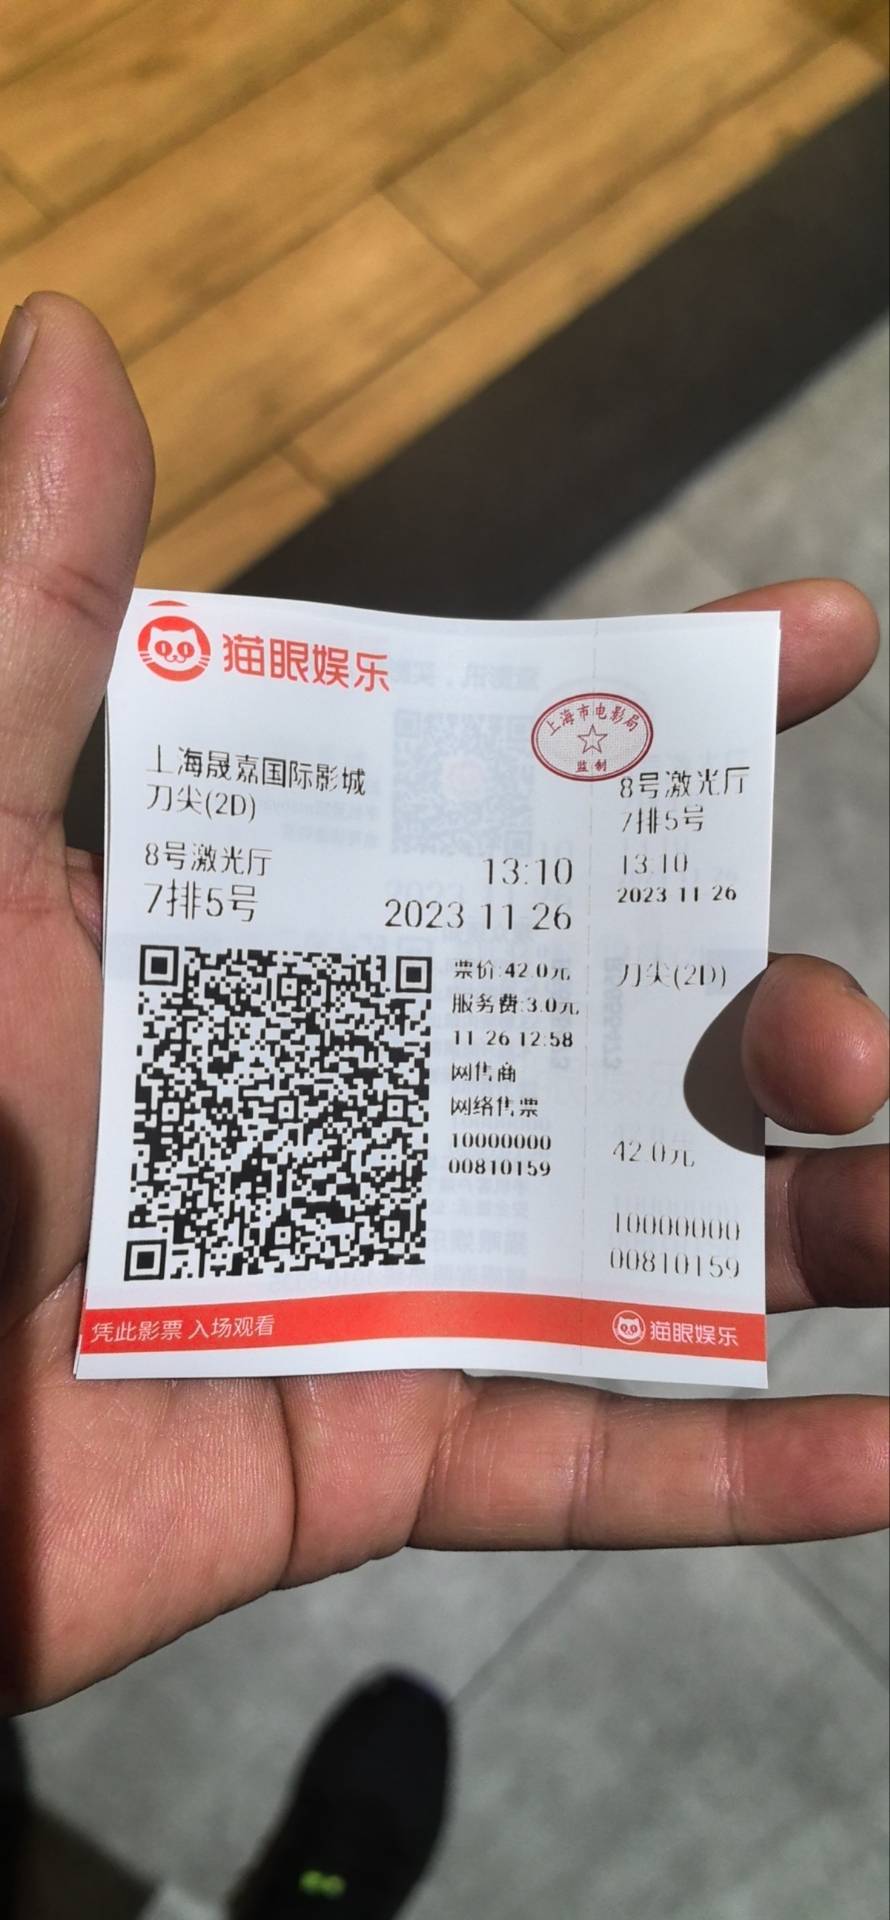 猫眼娱乐
上海晟嘉国际影城
刀尖(2D)
8号激光厅
13:10
7排5号
2023 11 26
票价:42.0元
服务费:3.0元
11-26 12:58
网售商
网络售票
10000000
00810159
上海市电影局
监制
8号激光厅
7排5号
13:10
2023 11 26
刀尖(2D)
42.0元
10000000
00810159
凭此影票 入场观看
猫眼娱乐